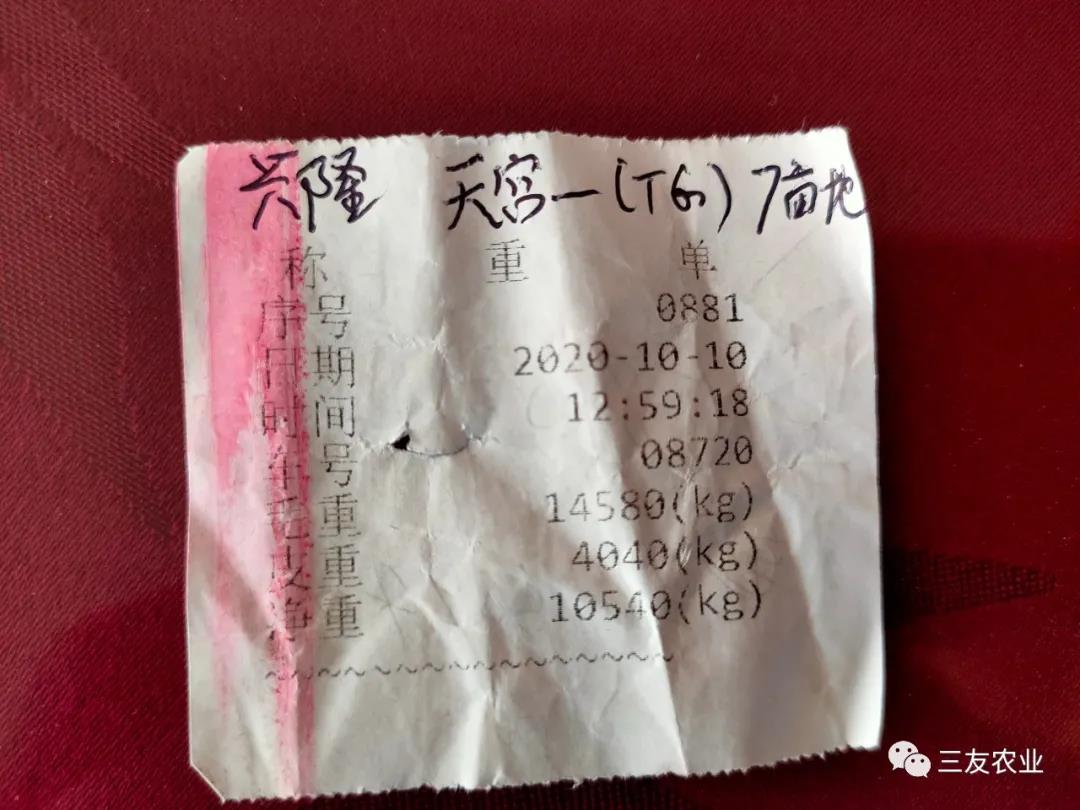 兴隆 天宫一(T6) 7亩地
称 重 单
序号 0881
日期 2020-10-10
时间 12:59:18
车号 08720
毛重 14580(kg)
皮重 4040(kg)
净重 10540(kg)
~~~~~~~~~~~~~~~~~~~
三友农业